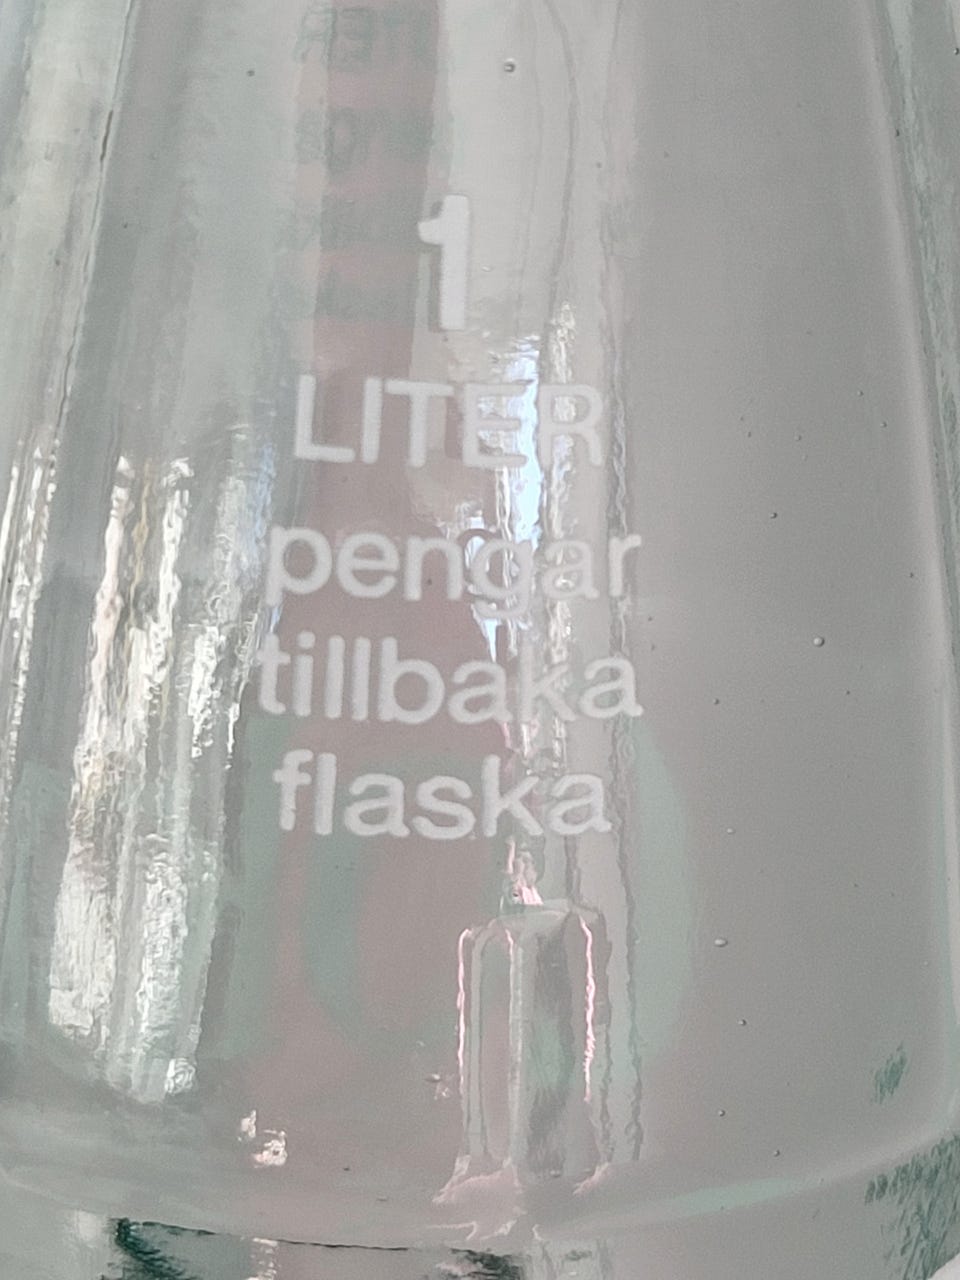 1
LITER
pengar
tillbaka
flaska